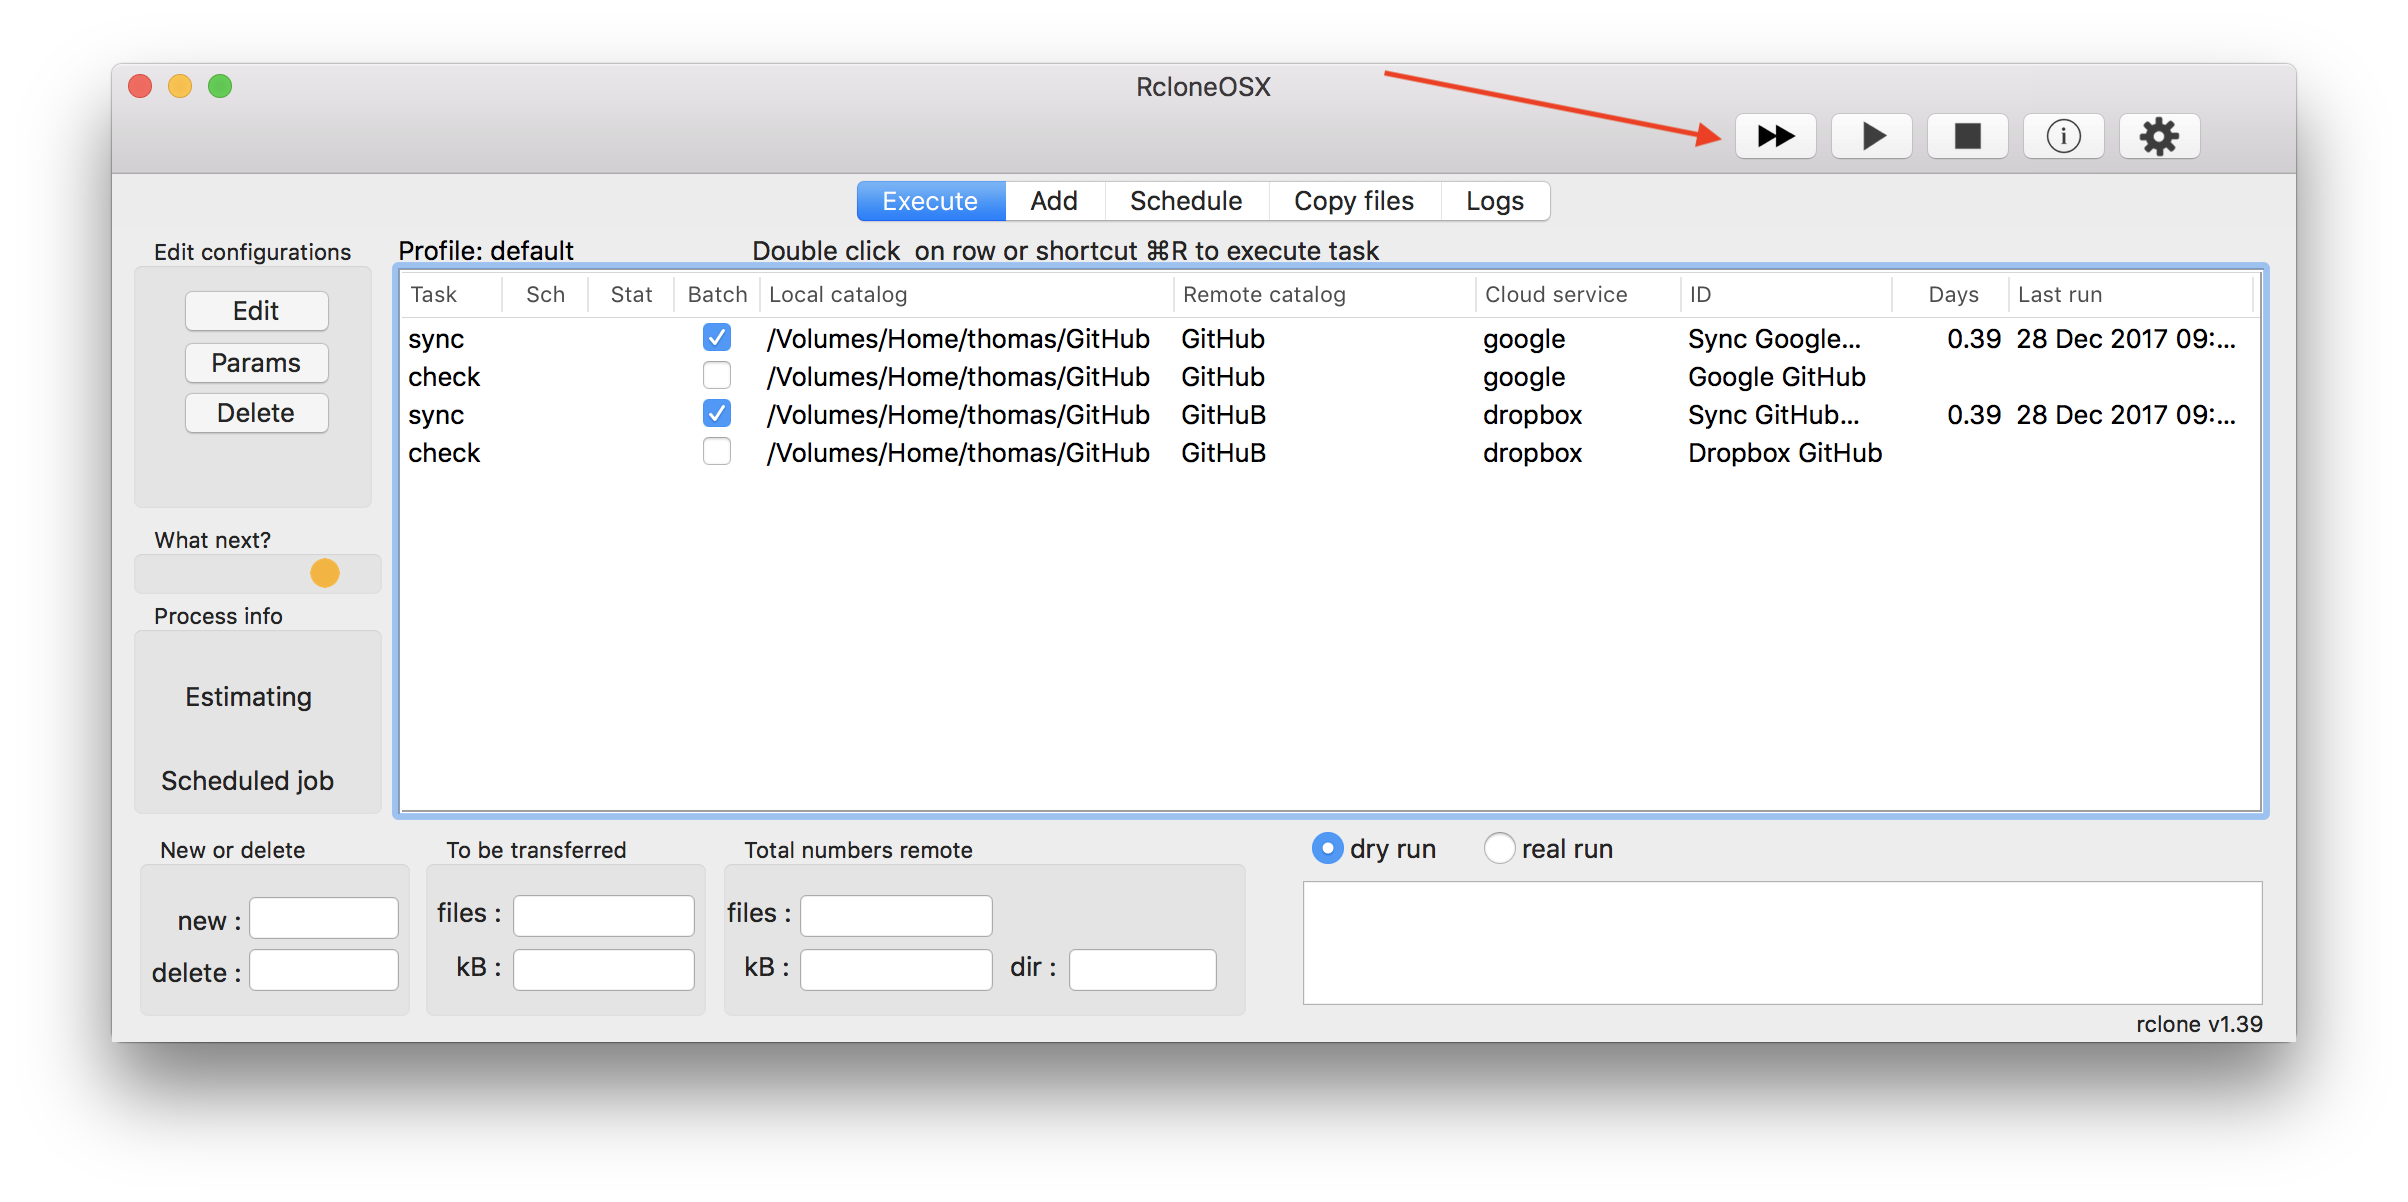 RcloneOSX
Execute Add Schedule Copy files Logs
Edit configurations
Profile: default
Double click on row or shortcut ⌘R to execute task
Edit
Params
Delete
Task Sch Stat Batch Local catalog Remote catalog Cloud service ID Days Last run
sync /Volumes/Home/thomas/GitHub GitHub google Sync Google... 0.39 28 Dec 2017 09:...
check /Volumes/Home/thomas/GitHub GitHub google Google GitHub
sync /Volumes/Home/thomas/GitHub GitHuB dropbox Sync GitHub... 0.39 28 Dec 2017 09:...
check /Volumes/Home/thomas/GitHub GitHuB dropbox Dropbox GitHub
What next?
Process info
Estimating
Scheduled job
New or delete
new :
delete :
To be transferred
files :
kB :
Total numbers remote
files :
kB : dir :
dry run real run
rclone v1.39